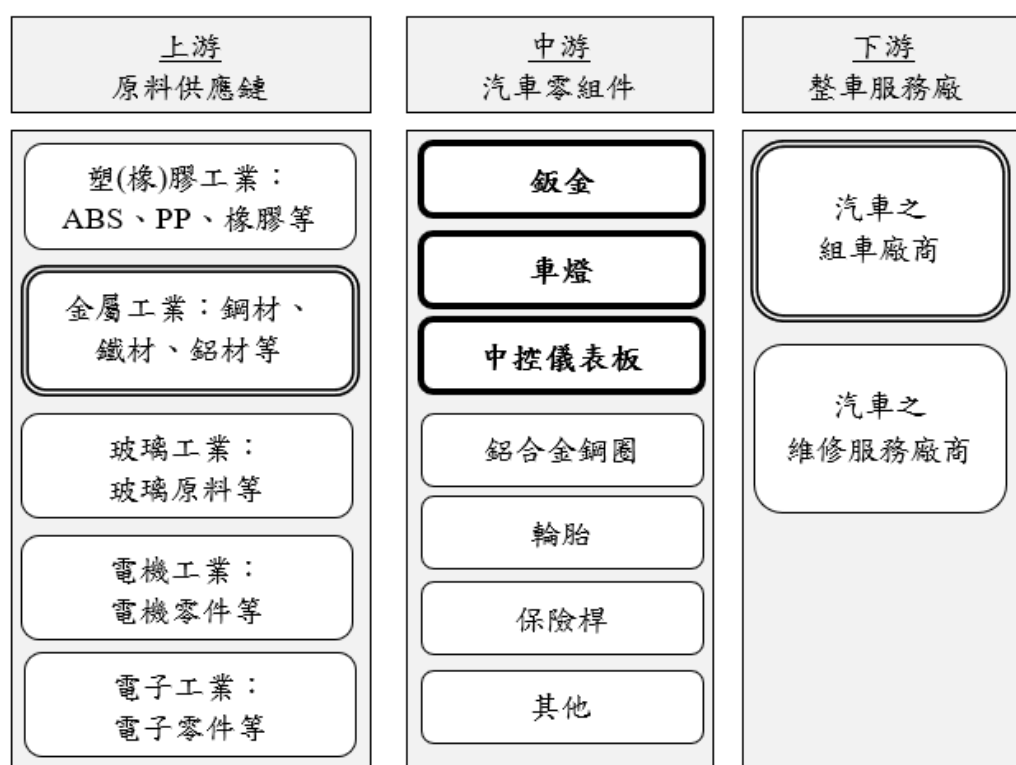 上游
原料供應鏈
塑(橡)膠工業：
ABS、PP、橡膠等
金屬工業：鋼材、
鐵材、鋁材等
玻璃工業：
玻璃原料等
電機工業：
電機零件等
電子工業：
電子零件等
中游
汽車零組件
鈑金
車燈
中控儀表板
鋁合金鋼圈
輪胎
保險桿
其他
下游
整車服務廠
汽車之
組車廠商
汽車之
維修服務廠商